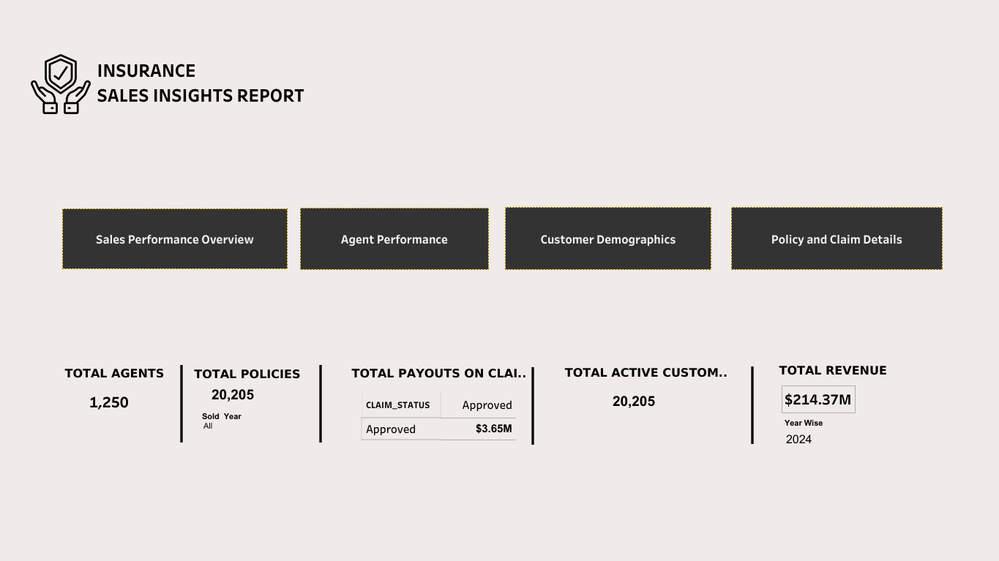 INSURANCE
SALES INSIGHTS REPORT
Sales Performance Overview
Agent Performance
Customer Demographics
Policy and Claim Details
TOTAL AGENTS
1,250
TOTAL POLICIES
20,205
Sold Year
All
TOTAL PAYOUTS ON CLAI..
CLAIM_STATUS Approved
Approved $3.65M
TOTAL ACTIVE CUSTOM..
20,205
TOTAL REVENUE
$214.37M
Year Wise
2024